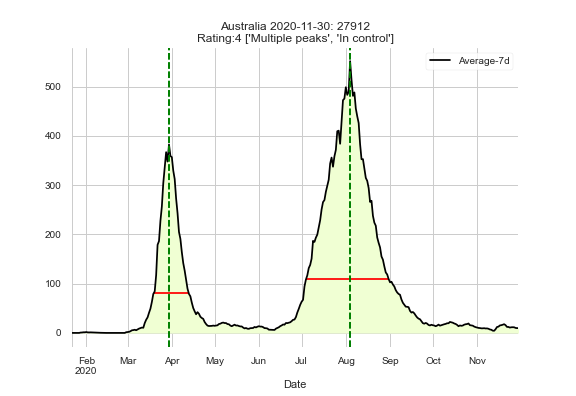 Australia 2020-11-30: 27912
Rating:4 ['Multiple peaks', 'In control']
Average-7d
500
400
300
200
100
0
Feb Mar Apr May Jun Jul Aug Sep Oct Nov
2020
Date